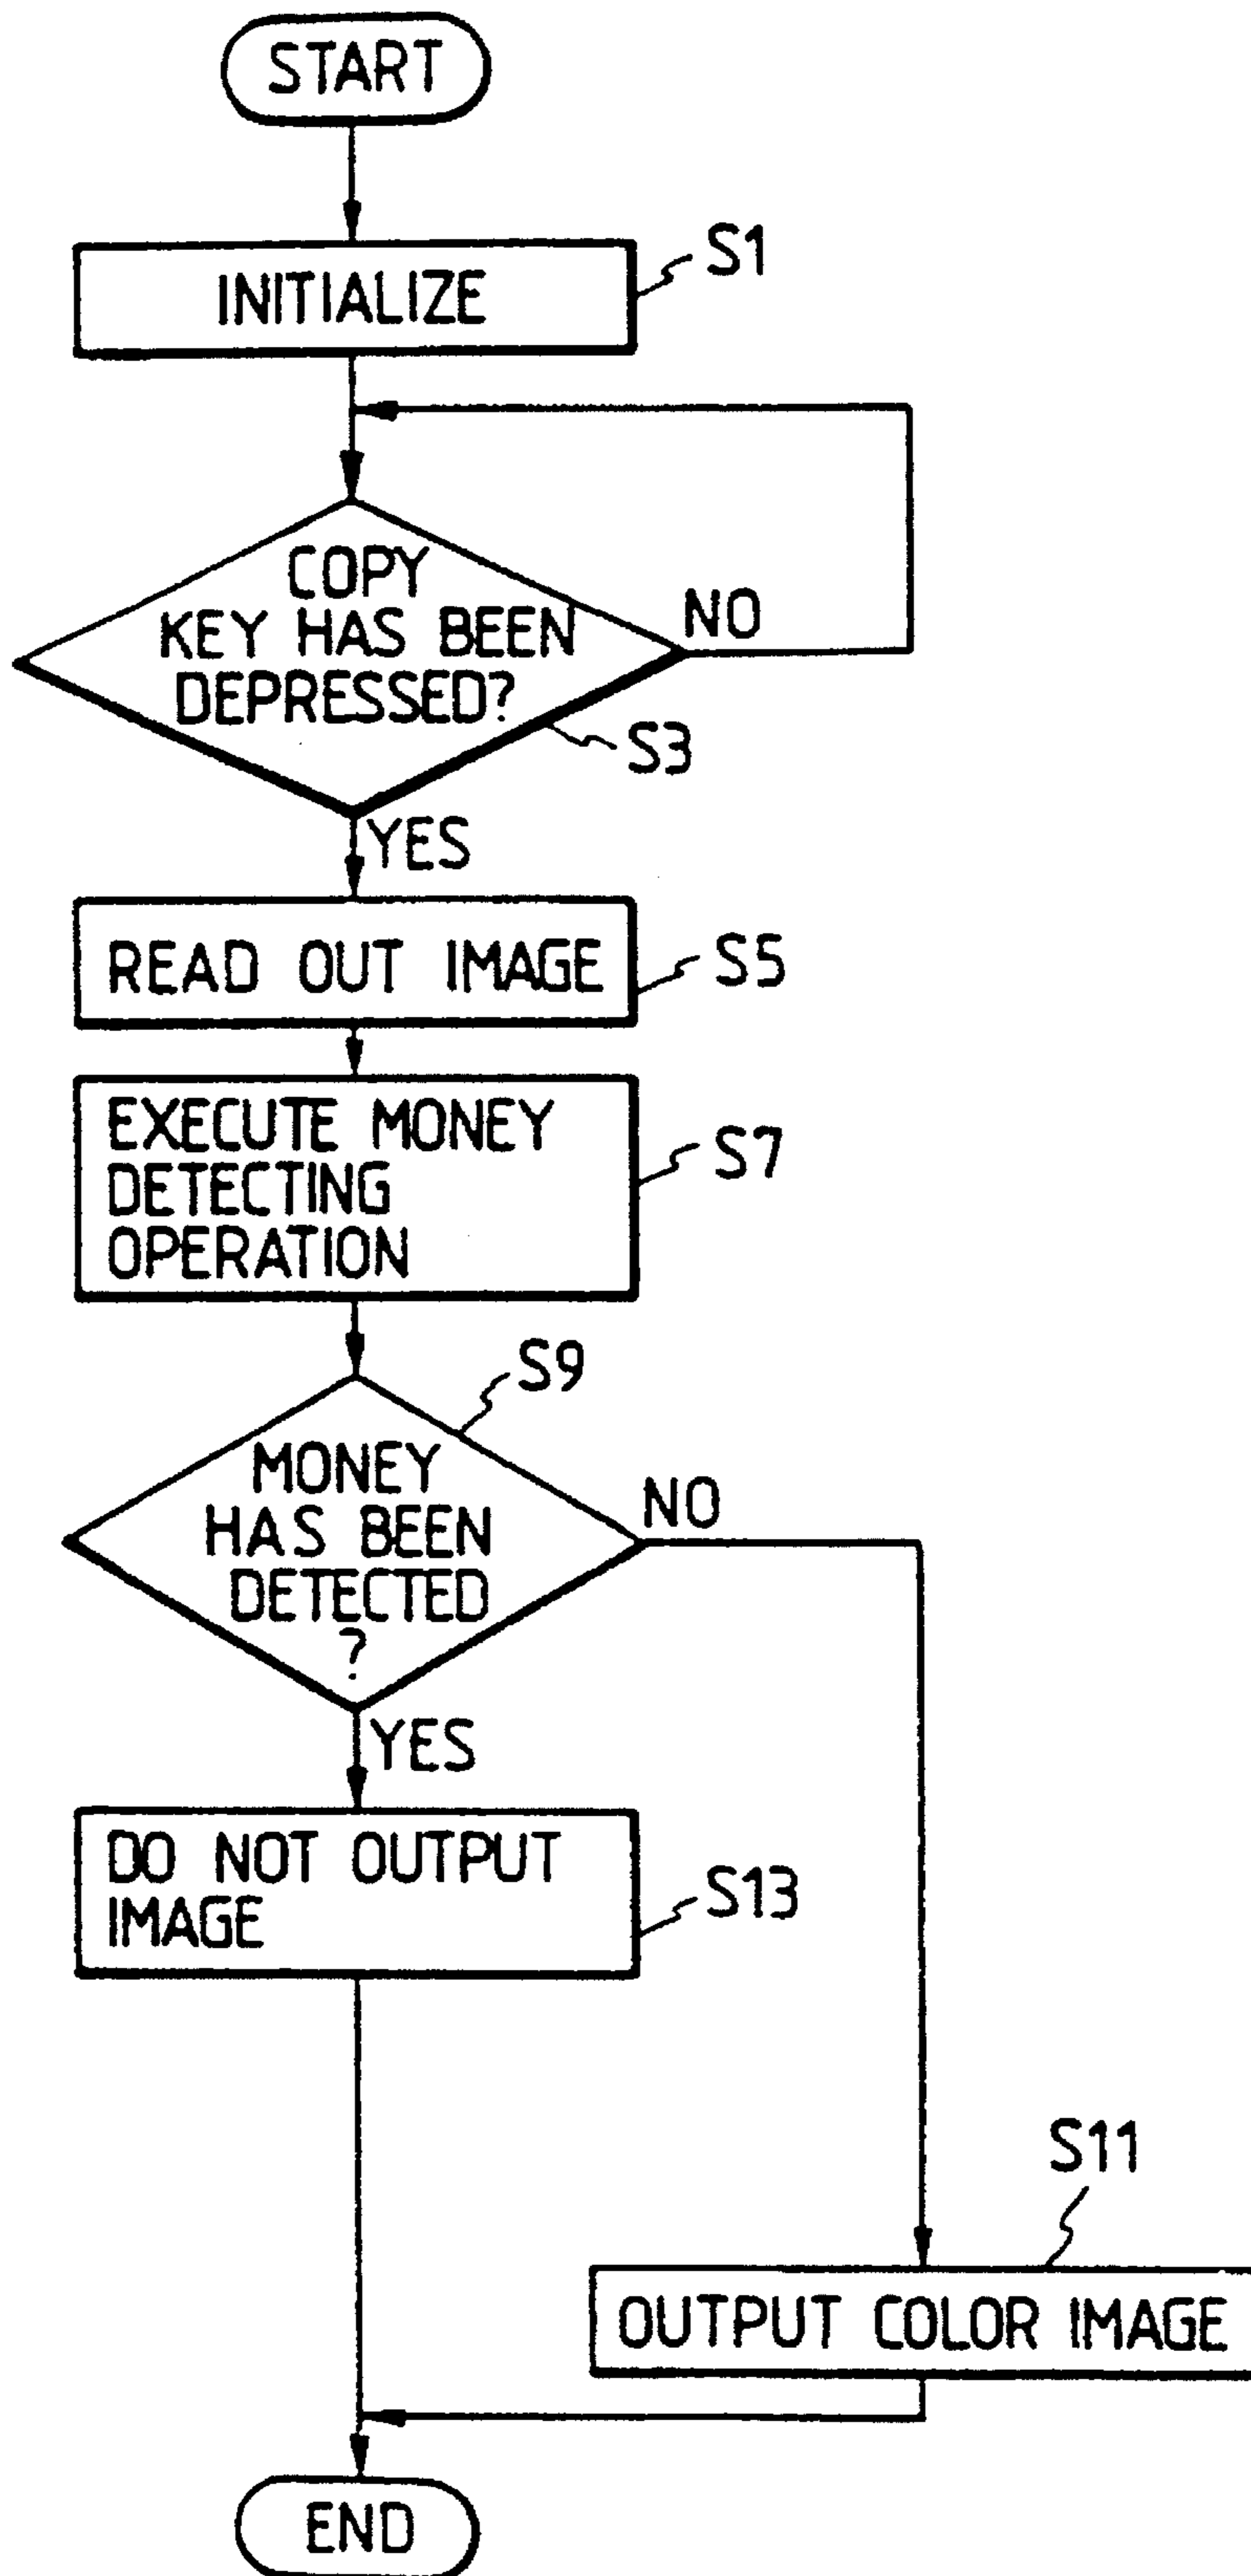 START
INITIALIZE
S1
COPY
KEY HAS BEEN
DEPRESSED?
NO
S3
YES
READ OUT IMAGE
S5
EXECUTE MONEY
DETECTING
OPERATION
S7
S9
MONEY
HAS BEEN
DETECTED
?
NO
YES
DO NOT OUTPUT
IMAGE
S13
S11
OUTPUT COLOR IMAGE
END